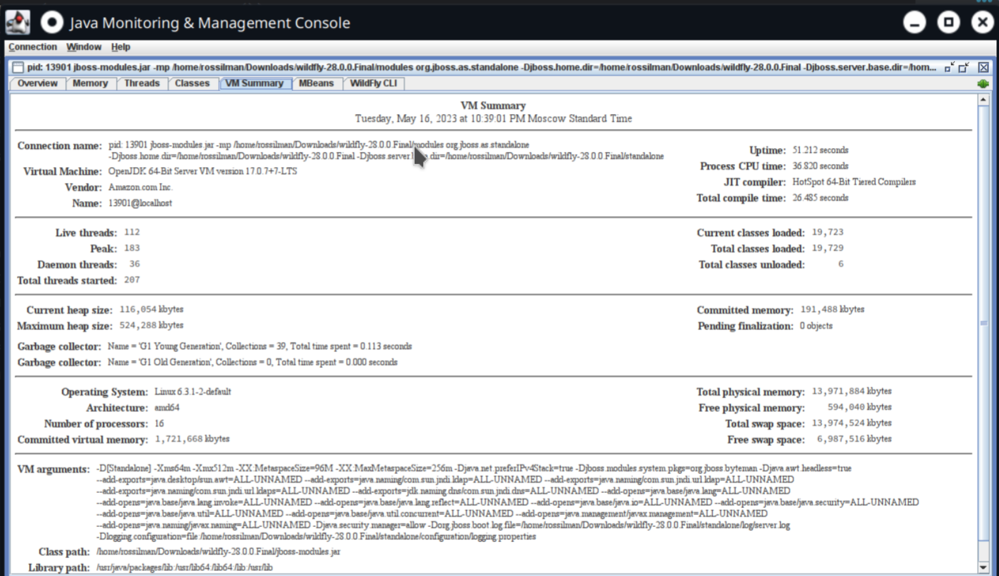 Java Monitoring & Management Console
Connection Window Help
pid: 13901 jboss-modules.jar -mp /home/rossilman/Downloads/wildfly-28.0.0.Final/modules org.jboss.as.standalone -Djboss.home.dir=/home/rossilman/Downloads/wildfly-28.0.0.Final -Djboss.server.base.dir=/hom...
Overview Memory Threads Classes VM Summary MBeans WildFly CLI
VM Summary
Tuesday, May 16, 2023 at 10:39:01 PM Moscow Standard Time
Connection name: pid: 13901 jboss-modules.jar -mp /home/rossilman/Downloads/wildfly-28.0.0.Final/modules org.jboss.as.standalone
-Djboss.home.dir=/home/rossilman/Downloads/wildfly-28.0.0.Final -Djboss.server.base.dir=/home/rossilman/Downloads/wildfly-28.0.0.Final/standalone
Virtual Machine: OpenJDK 64-Bit Server VM version 17.0.7+7-LTS
Vendor: Amazon.com Inc.
Name: 13901@localhost
Uptime: 51.212 seconds
Process CPU time: 36.820 seconds
JIT compiler: HotSpot 64-Bit Tiered Compilers
Total compile time: 26.485 seconds
Live threads: 112
Peak: 183
Daemon threads: 36
Total threads started: 207
Current classes loaded: 19,723
Total classes loaded: 19,729
Total classes unloaded: 6
Current heap size: 116,054 kbytes
Maximum heap size: 524,288 kbytes
Committed memory: 191,488 kbytes
Pending finalization: 0 objects
Garbage collector: Name = 'G1 Young Generation', Collections = 39, Total time spent = 0.113 seconds
Garbage collector: Name = 'G1 Old Generation', Collections = 0, Total time spent = 0.000 seconds
Operating System: Linux 6.3.1-2-default
Architecture: amd64
Number of processors: 16
Committed virtual memory: 1,721,668 kbytes
Total physical memory: 13,971,884 kbytes
Free physical memory: 594,040 kbytes
Total swap space: 13,974,524 kbytes
Free swap space: 6,987,516 kbytes
VM arguments: -D[Standalone] -Xms64m -Xmx512m -XX:MetaspaceSize=96M -XX:MaxMetaspaceSize=256m -Djava.net.preferIPv4Stack=true -Djboss.modules.system.pkgs=org.jboss.byteman -Djava.awt.headless=true
--add-exports=java.desktop/sun.awt=ALL-UNNAMED --add-exports=java.naming/com.sun.jndi.ldap=ALL-UNNAMED --add-exports=java.naming/com.sun.jndi.url.ldap=ALL-UNNAMED
--add-exports=java.naming/com.sun.jndi.url.ldaps=ALL-UNNAMED --add-exports=jdk.naming.dns/com.sun.jndi.dns=ALL-UNNAMED --add-opens=java.base/java.lang=ALL-UNNAMED
--add-opens=java.base/java.lang.invoke=ALL-UNNAMED --add-opens=java.base/java.lang.reflect=ALL-UNNAMED --add-opens=java.base/java.io=ALL-UNNAMED --add-opens=java.base/java.security=ALL-UNNAMED
--add-opens=java.base/java.util=ALL-UNNAMED --add-opens=java.base/java.util.concurrent=ALL-UNNAMED --add-opens=java.management/javax.management=ALL-UNNAMED
--add-opens=java.naming/javax.naming=ALL-UNNAMED -Djava.security.manager=allow -Dorg.jboss.boot.log.file=/home/rossilman/Downloads/wildfly-28.0.0.Final/standalone/log/server.log
-Dlogging.configuration=file:/home/rossilman/Downloads/wildfly-28.0.0.Final/standalone/configuration/logging.properties
Class path: /home/rossilman/Downloads/wildfly-28.0.0.Final/jboss-modules.jar
Library path: /usr/java/packages/lib:/usr/lib64:/lib64:/lib:/usr/lib